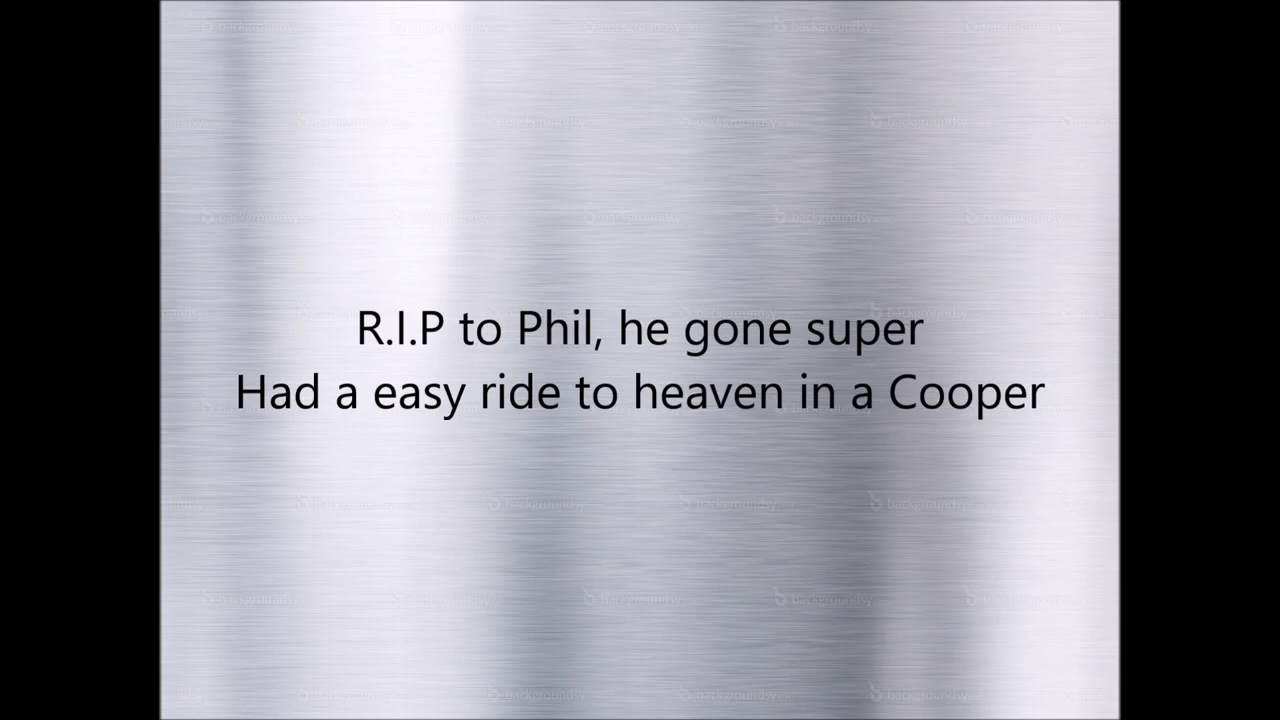 R.I.P to Phil, he gone super
Had a easy ride to heaven in a Cooper